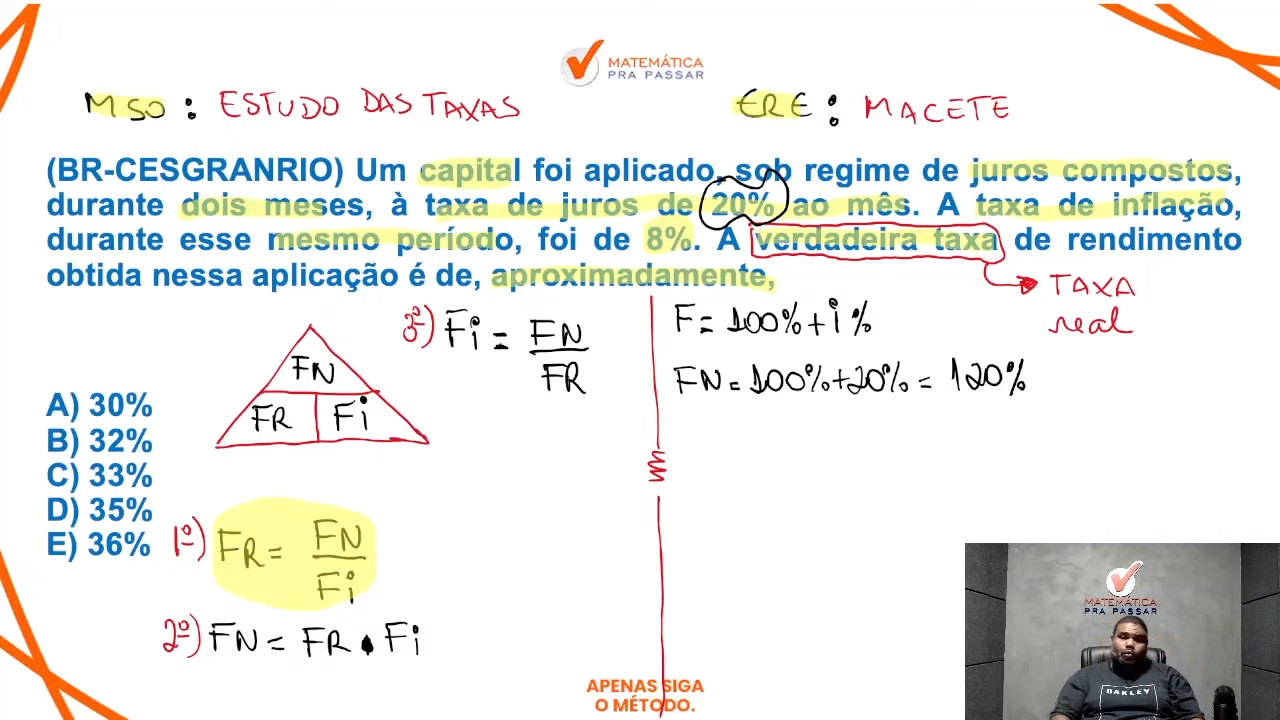 MATEMÁTICA
PRA PASSAR
MSO : ESTUDO DAS TAXAS
ERE : MACETE
(BR-CESGRANRIO) Um capital foi aplicado, sob regime de juros compostos,
durante dois meses, à taxa de juros de 20% ao mês. A taxa de inflação,
durante esse mesmo período, foi de 8%. A verdadeira taxa de rendimento
obtida nessa aplicação é de, aproximadamente,
TAXA
real
FN
FR Fi
3º) Fi = FN
FR
F = 100% + i%
FN = 100% + 20% = 120%
A) 30%
B) 32%
C) 33%
D) 35%
E) 36%
1º) FR = FN
Fi
2º) FN = FR . Fi
MATEMÁTICA
PRA PASSAR
OAKLEY
APENAS SIGA
O MÉTODO.